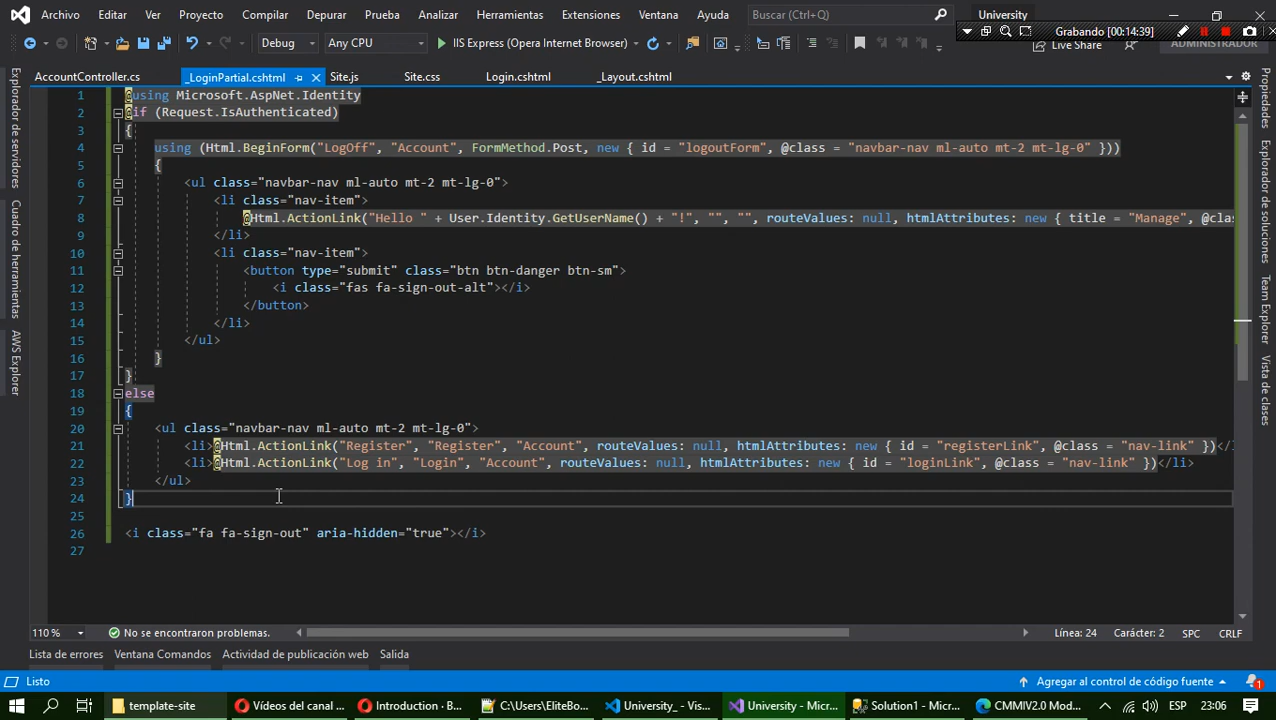 Archivo Editar Ver Proyecto Compilar Depurar Prueba Analizar Herramientas Extensiones Ventana Ayuda Buscar (Ctrl+Q) University
Grabando [00:14:39]
Debug Any CPU IIS Express (Opera Internet Browser) Live Share ADMINISTRADOR
AccountController.cs _LoginPartial.cshtml Site.js Site.css Login.cshtml _Layout.cshtml
Explorador de servidores
Cuadro de herramientas
AWS Explorer
1 @using Microsoft.AspNet.Identity
2 @if (Request.IsAuthenticated)
3 {
4 using (Html.BeginForm("LogOff", "Account", FormMethod.Post, new { id = "logoutForm", @class = "navbar-nav ml-auto mt-2 mt-lg-0" }))
5 {
6 <ul class="navbar-nav ml-auto mt-2 mt-lg-0">
7 <li class="nav-item">
8 @Html.ActionLink("Hello " + User.Identity.GetUserName() + "!", "", "", routeValues: null, htmlAttributes: new { title = "Manage", @clas
9 </li>
10 <li class="nav-item">
11 <button type="submit" class="btn btn-danger btn-sm">
12 <i class="fas fa-sign-out-alt"></i>
13 </button>
14 </li>
15 </ul>
16 }
17 }
18 else
19 {
20 <ul class="navbar-nav ml-auto mt-2 mt-lg-0">
21 <li>@Html.ActionLink("Register", "Register", "Account", routeValues: null, htmlAttributes: new { id = "registerLink", @class = "nav-link" })</l
22 <li>@Html.ActionLink("Log in", "Login", "Account", routeValues: null, htmlAttributes: new { id = "loginLink", @class = "nav-link" })</li>
23 </ul>
24 }
25
26 <i class="fa fa-sign-out" aria-hidden="true"></i>
27
Propiedades
Explorador de soluciones
Team Explorer
Vista de clases
110 % No se encontraron problemas. Línea: 24 Carácter: 2 SPC CRLF
Lista de errores Ventana Comandos Actividad de publicación web Salida
Listo Agregar al control de código fuente 1
template-site Vídeos del canal ... Introduction · B... C:\Users\EliteBo... University_ - Vis... University - Micr... Solution1 - Micr... CMMIV2.0 Mod... ESP 23:06